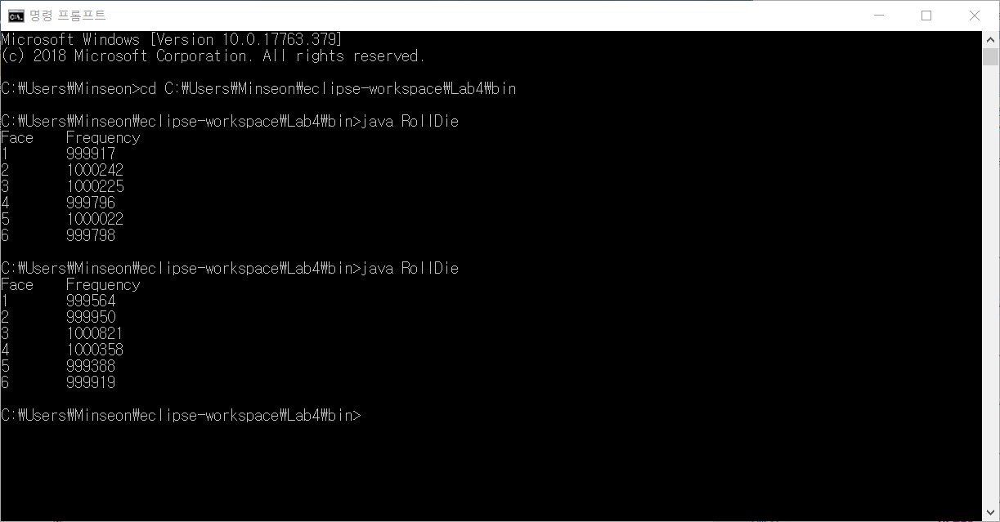 명령 프롬프트
Microsoft Windows [Version 10.0.17763.379]
(c) 2018 Microsoft Corporation. All rights reserved.
C:₩Users₩Minseon>cd C:₩Users₩Minseon₩eclipse-workspace₩Lab4₩bin
C:₩Users₩Minseon₩eclipse-workspace₩Lab4₩bin>java RollDie
Face Frequency
1 999917
2 1000242
3 1000225
4 999796
5 1000022
6 999798
C:₩Users₩Minseon₩eclipse-workspace₩Lab4₩bin>java RollDie
Face Frequency
1 999564
2 999950
3 1000821
4 1000358
5 999388
6 999919
C:₩Users₩Minseon₩eclipse-workspace₩Lab4₩bin>